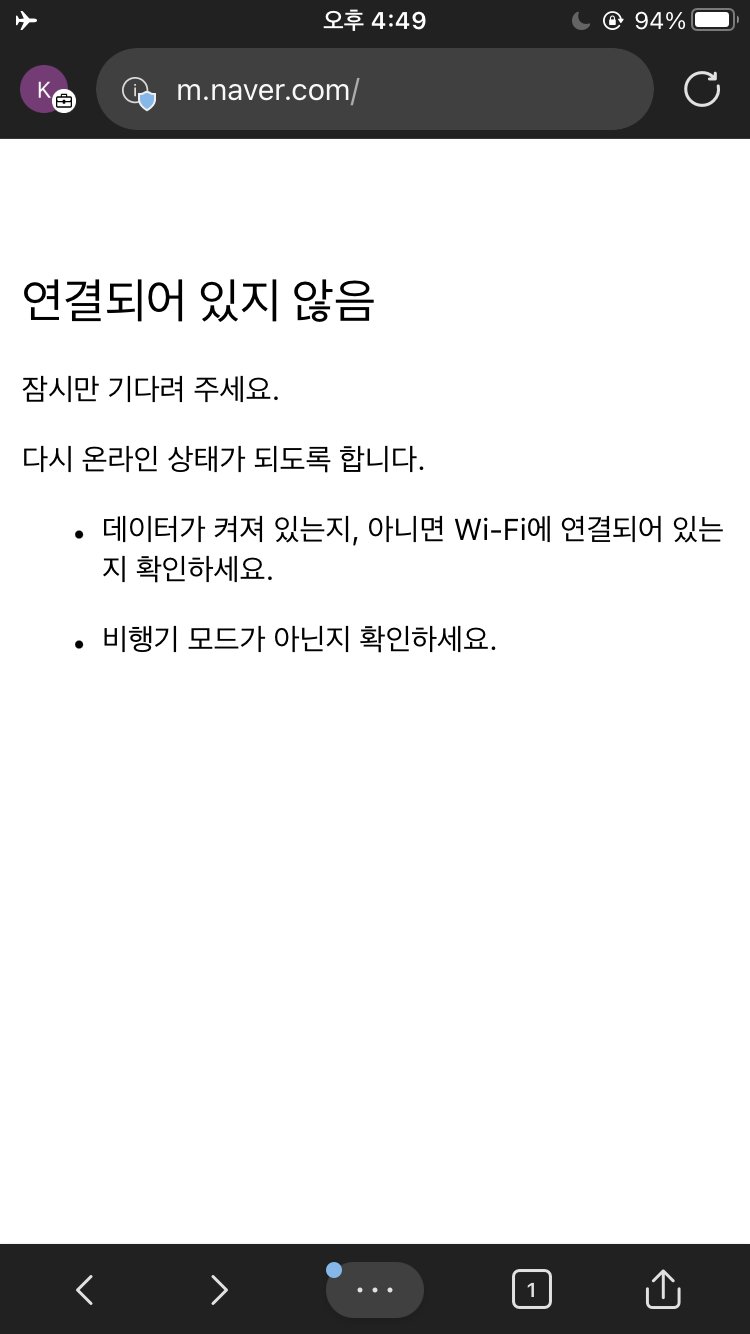 오후 4:49
94%
K
m.naver.com/
연결되어 있지 않음
잠시만 기다려 주세요.
다시 온라인 상태가 되도록 합니다.
• 데이터가 켜져 있는지, 아니면 Wi-Fi에 연결되어 있는
지 확인하세요.
• 비행기 모드가 아닌지 확인하세요.
1